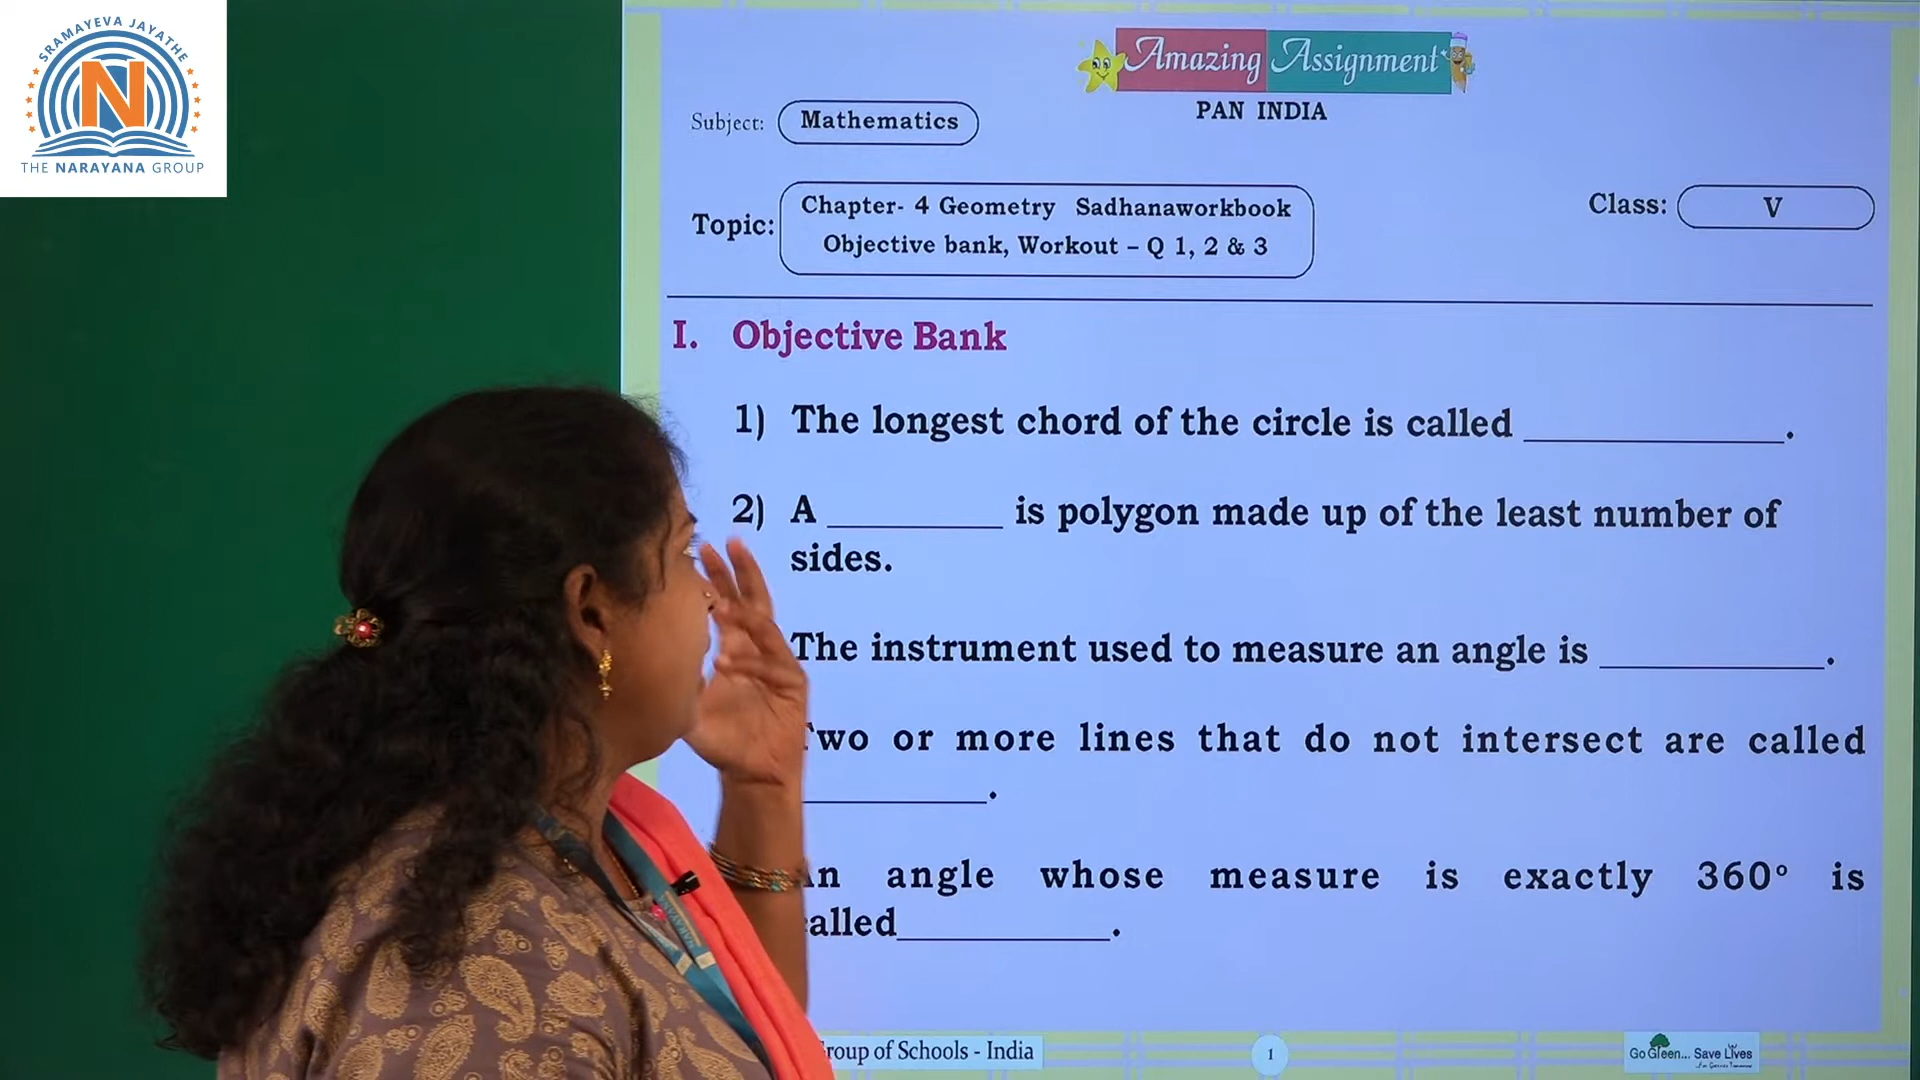 SRAMAYEVA JAYATHE
N
THE NARAYANA GROUP
Amazing Assignment
PAN INDIA
Subject: Mathematics
Topic: Chapter- 4 Geometry Sadhanaworkbook
Objective bank, Workout – Q 1, 2 & 3
Class: V
I. Objective Bank
1) The longest chord of the circle is called ____________.
2) A ________ is polygon made up of the least number of
sides.
The instrument used to measure an angle is __________.
wo or more lines that do not intersect are called
________.
n angle whose measure is exactly 360° is
alled__________.
roup of Schools - India
1
Go Green... Save Lives